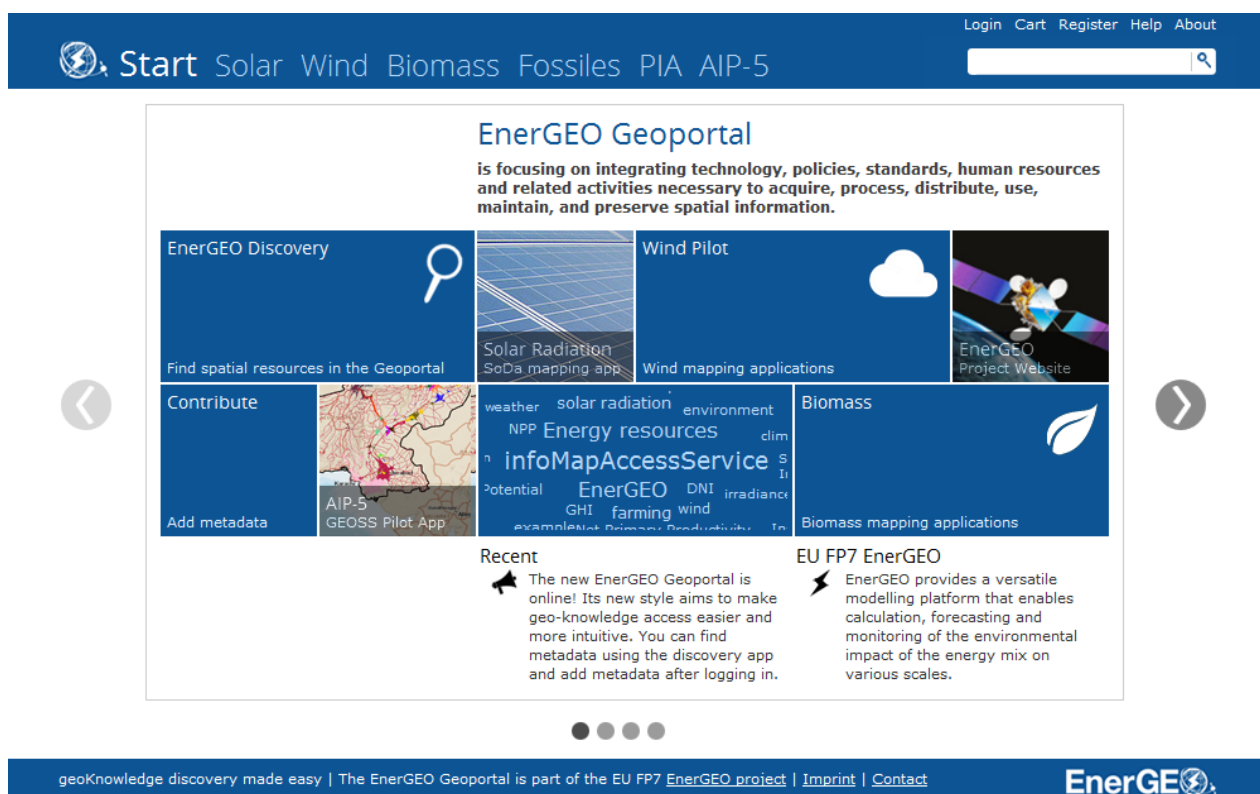 Login Cart Register Help About
Start Solar Wind Biomass Fossiles PIA AIP-5
EnerGEO Geoportal
is focusing on integrating technology, policies, standards, human resources
and related activities necessary to acquire, process, distribute, use,
maintain, and preserve spatial information.
EnerGEO Discovery
Find spatial resources in the Geoportal
Solar Radiation
SoDa mapping app
Wind Pilot
Wind mapping applications
EnerGEO
Project Website
Contribute
Add metadata
AIP-5
GEOSS Pilot App
weather solar radiation environment
NPP Energy resources clim
n infoMapAccessService S
Potential EnerGEO DNI irradiance
GHI farming wind
example Net Primary Productivity In
Biomass
Biomass mapping applications
Recent
The new EnerGEO Geoportal is
online! Its new style aims to make
geo-knowledge access easier and
more intuitive. You can find
metadata using the discovery app
and add metadata after logging in.
EU FP7 EnerGEO
EnerGEO provides a versatile
modelling platform that enables
calculation, forecasting and
monitoring of the environmental
impact of the energy mix on
various scales.
geoKnowledge discovery made easy | The EnerGEO Geoportal is part of the EU FP7 EnerGEO project | Imprint | Contact
EnerGEO